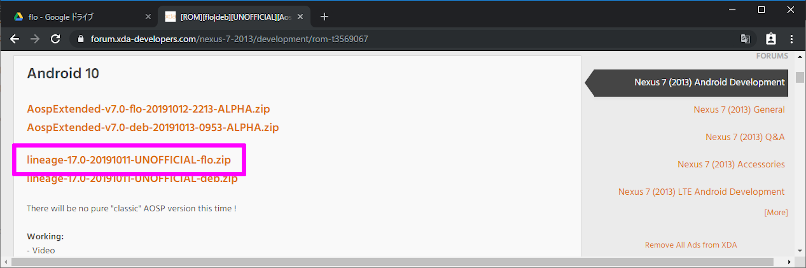 flo - Google ドライブ
[ROM][flo|deb][UNOFFICIAL][Aos
forum.xda-developers.com/nexus-7-2013/development/rom-t3569067
FORUMS
Android 10
Nexus 7 (2013) Android Development
AospExtended-v7.0-flo-20191012-2213-ALPHA.zip
Nexus 7 (2013) General
AospExtended-v7.0-deb-20191013-0953-ALPHA.zip
Nexus 7 (2013) Q&A
lineage-17.0-20191011-UNOFFICIAL-flo.zip
Nexus 7 (2013) Accessories
lineage-17.0-20191011-UNOFFICIAL-deb.zip
Nexus 7 (2013) LTE Android Development
There will be no pure "classic" AOSP version this time !
[More]
Working:
- Video
Remove All Ads from XDA